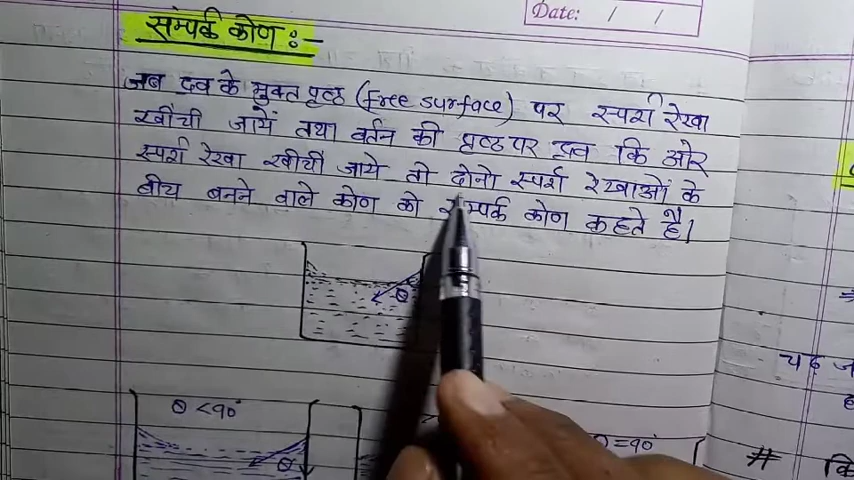 Date: / /
सम्पर्क कोण :-
जब द्रव के मुक्त पृष्ठ (free surface) पर स्पर्श रेखा
खींची जायें तथा बर्तन की पृष्ठ पर द्रव कि ओर
स्पर्श रेखा खींची जाये तो दोनो स्पर्श रेखाओं के
बीच बनने वाले कोण को सम्पर्क कोण कहते है।
θ
θ < 90°
θ
= 90°
यह
#
कि